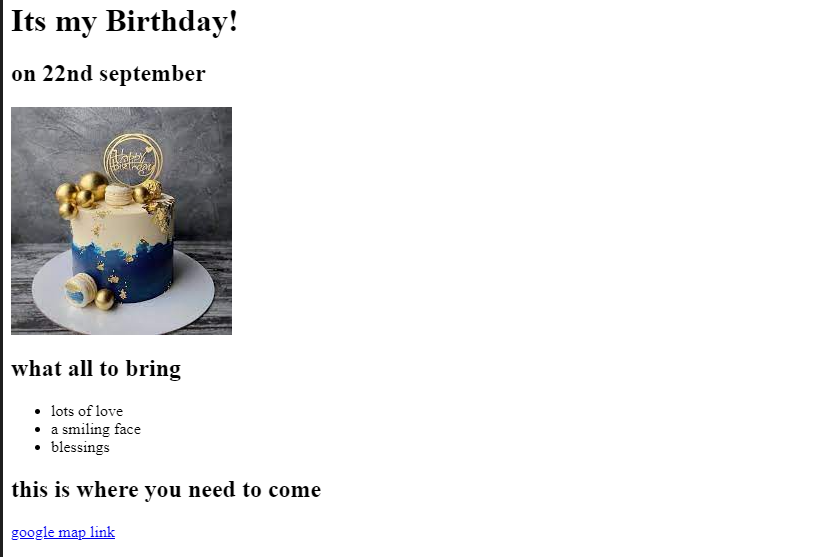 Its my Birthday!
on 22nd september
Happy
Birthday
what all to bring
lots of love
a smiling face
blessings
this is where you need to come
google map link